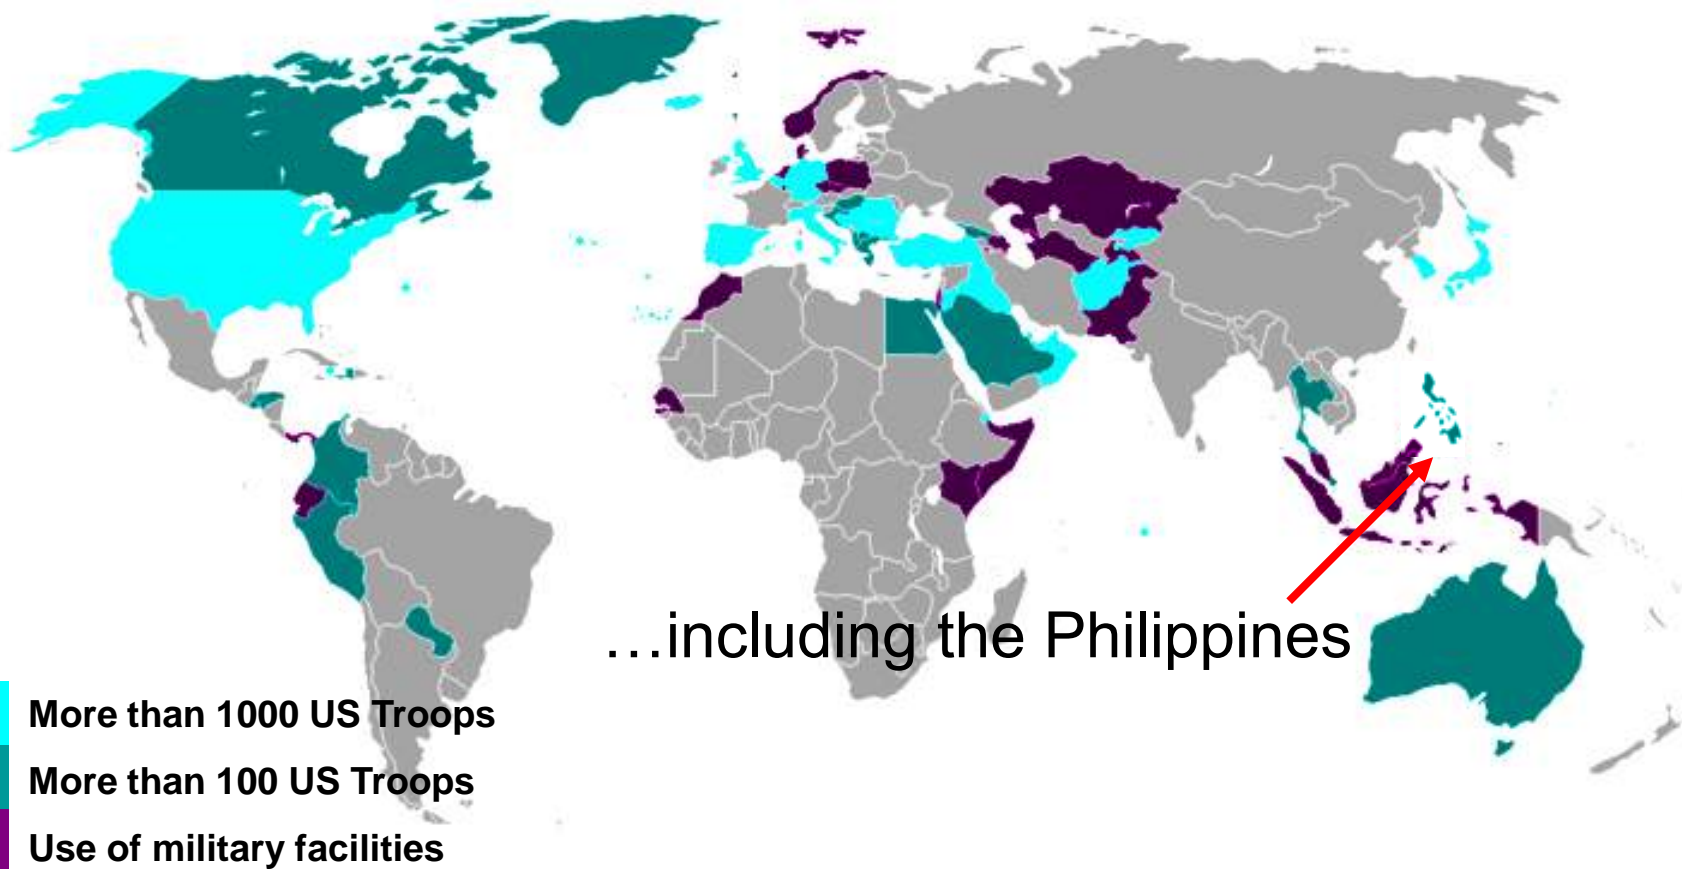 …including the Philippines
More than 1000 US Troops
More than 100 US Troops
Use of military facilities